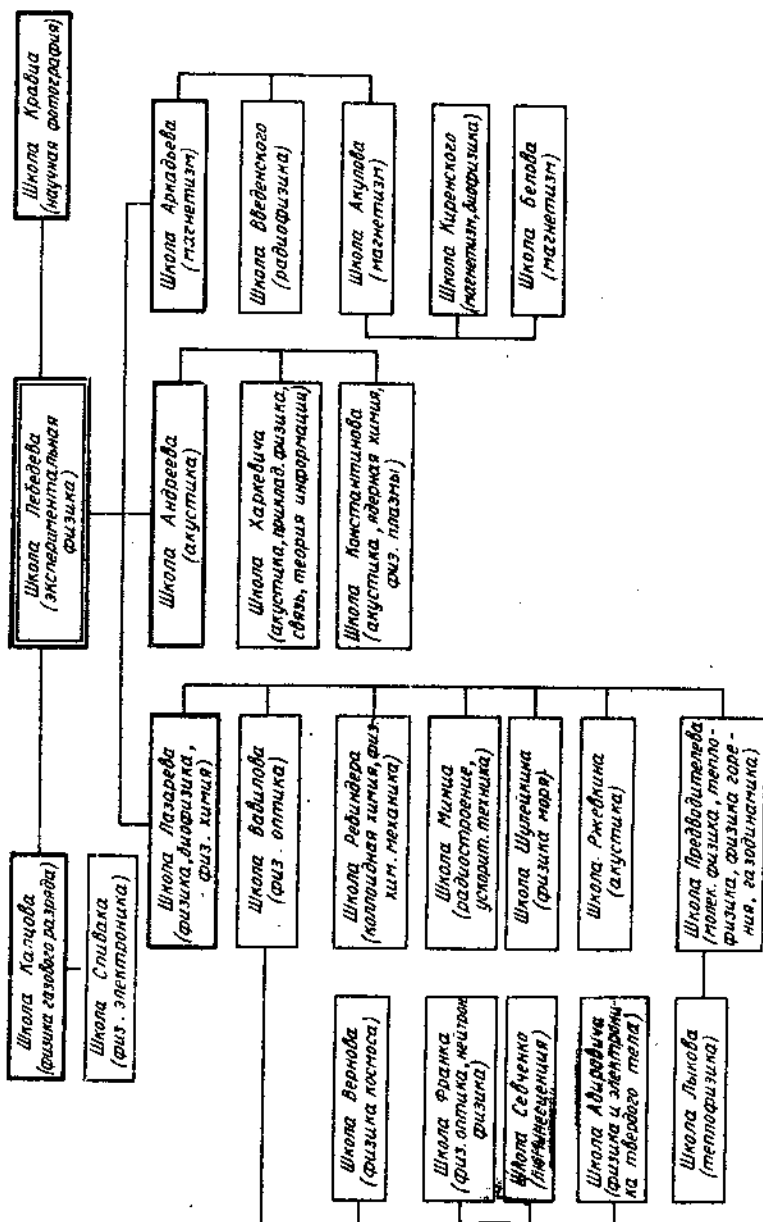 Школа Капцова
(физика газового разряда)
Школа Спивака
(физ. электроника)
Школа Лебедева
(экспериментальная
физика)
Школа Кравца
(научная фотография)
Школа Лазарева
(физика, биофизика,
физ. химия)
Школа Вавилова
(физ. оптика)
Школа Ребиндера
(коллоидная химия, физ.
хим. механика)
Школа Минца
(радиостроение,
ускорит. техника)
Школа Шулейкина
(физика моря)
Школа Ржевкина
(акустика)
Школа Предводителева
(молек. физика, тепло-
физика, физика горе-
ния, газодинамика)
Школа Андреева
(акустика)
Школа Харкевича
(акустика, приклад. физика,
связь, теория информации)
Школа Константинова
(акустика, ядерная химия,
физ. плазмы)
Школа Аркадьева
(магнетизм)
Школа Введенского
(радиофизика)
Школа Акулова
(магнетизм)
Школа Киренского
(магнетизм, биофизика)
Школа Белова
(магнетизм)
Школа Вернова
(физика космоса)
Школа Франка
(физ. оптика, нейтрон.
физика)
Школа Севченко
(люминесценция)
Школа Адировича
(физика и электрони-
ка твердого тела)
Школа Лыкова
(теплофизика)